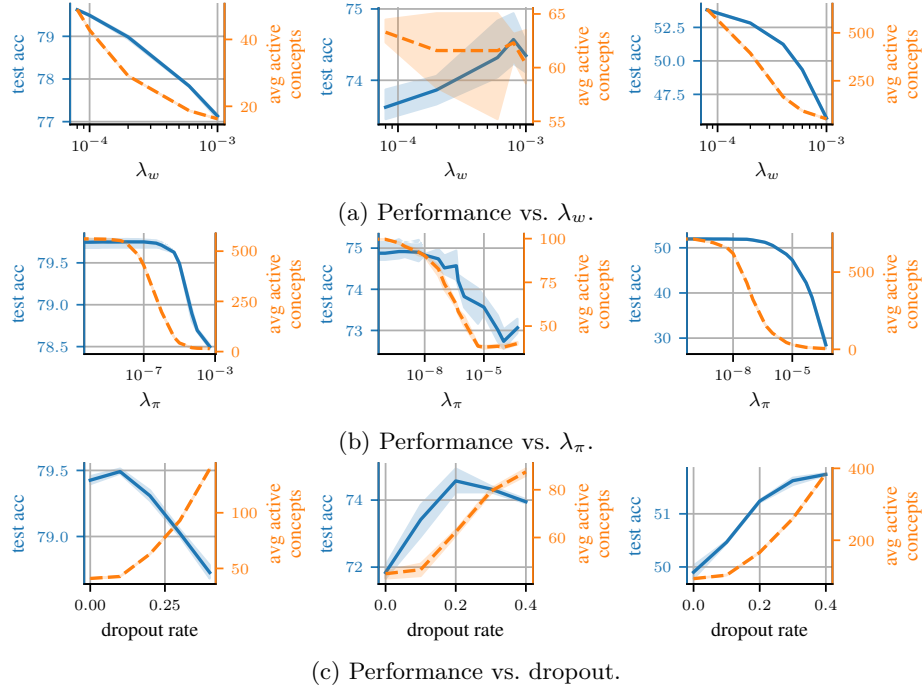 79
78
77
test acc
40
20
avg active
concepts
10⁻⁴
10⁻³
λ_w
75
74
test acc
65
60
55
avg active
concepts
10⁻⁴
10⁻³
λ_w
52.5
50.0
47.5
test acc
500
250
avg active
concepts
10⁻⁴
10⁻³
λ_w
(a) Performance vs. λ_w.
79.5
79.0
78.5
test acc
500
250
0
avg active
concepts
10⁻⁷
10⁻³
λ_π
75
74
73
test acc
100
75
50
avg active
concepts
10⁻⁸
10⁻⁵
λ_π
50
40
30
test acc
500
0
avg active
concepts
10⁻⁸
10⁻⁵
λ_π
(b) Performance vs. λ_π.
79.5
79.0
test acc
100
50
avg active
concepts
0.00
0.25
dropout rate
74
72
test acc
80
60
avg active
concepts
0.0
0.2
0.4
dropout rate
51
50
test acc
400
200
avg active
concepts
0.0
0.2
0.4
dropout rate
(c) Performance vs. dropout.